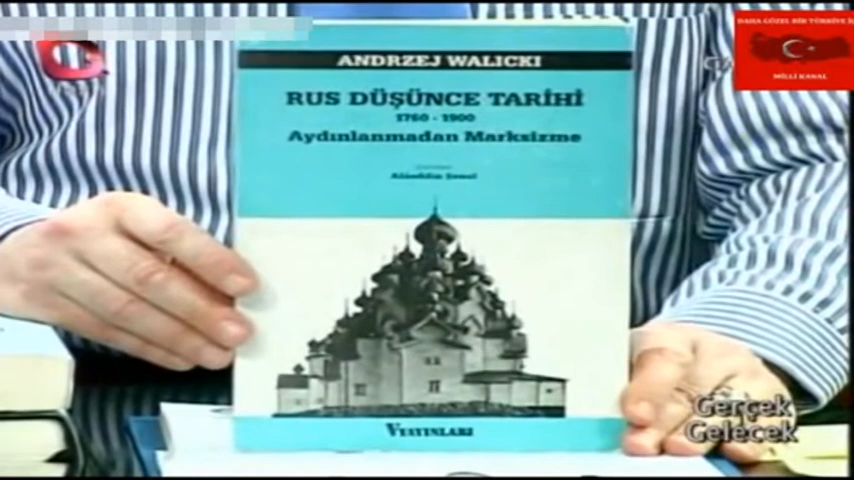 ANDRZEJ WALICKI
RUS DÜŞÜNCE TARİHİ
1760 - 1900
Aydınlanmadan Marksizme
Alâeddin Şenel
V YAYINLARI
DAHA GÜZEL BİR TÜRKİYE İ
MİLLİ KANAL
Gerçek
Gelecek